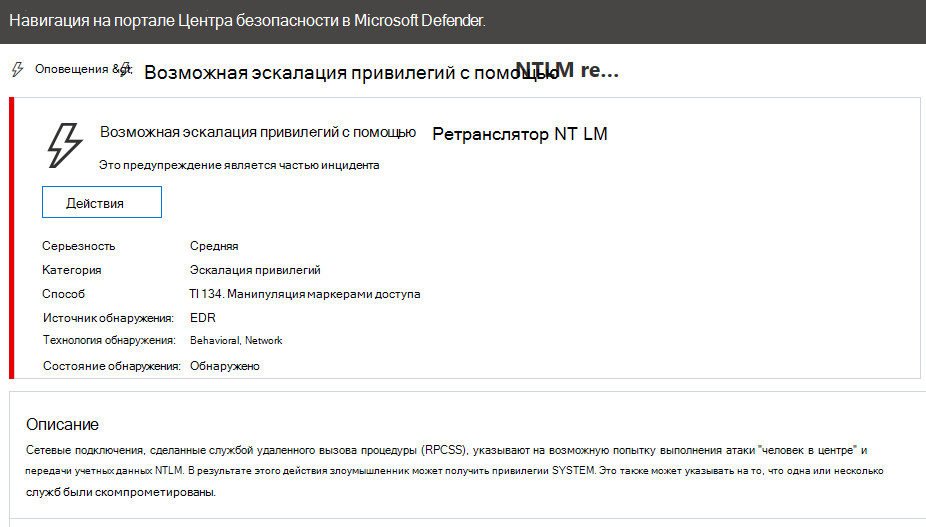 Навигация на портале Центра безопасности в Microsoft Defender.
Оповещения &gt; Возможная эскалация привилегий с помощью NTLM re...
Возможная эскалация привилегий с помощью Ретранслятор NT LM
Это предупреждение является частью инцидента
Действия
Серьезность Средняя
Категория Эскалация привилегий
Способ TI 134. Манипуляция маркерами доступа
Источник обнаружения: EDR
Технология обнаружения: Behavioral, Network
Состояние обнаружения: Обнаружено
Описание
Сетевые подключения, сделанные службой удаленного вызова процедуры (RPCSS), указывают на возможную попытку выполнения атаки "человек в центре" и
передачи учетных данных NTLM. В результате этого действия злоумышленник может получить привилегии SYSTEM. Это также может указывать на то, что одна или несколько
служб были скомпрометированы.